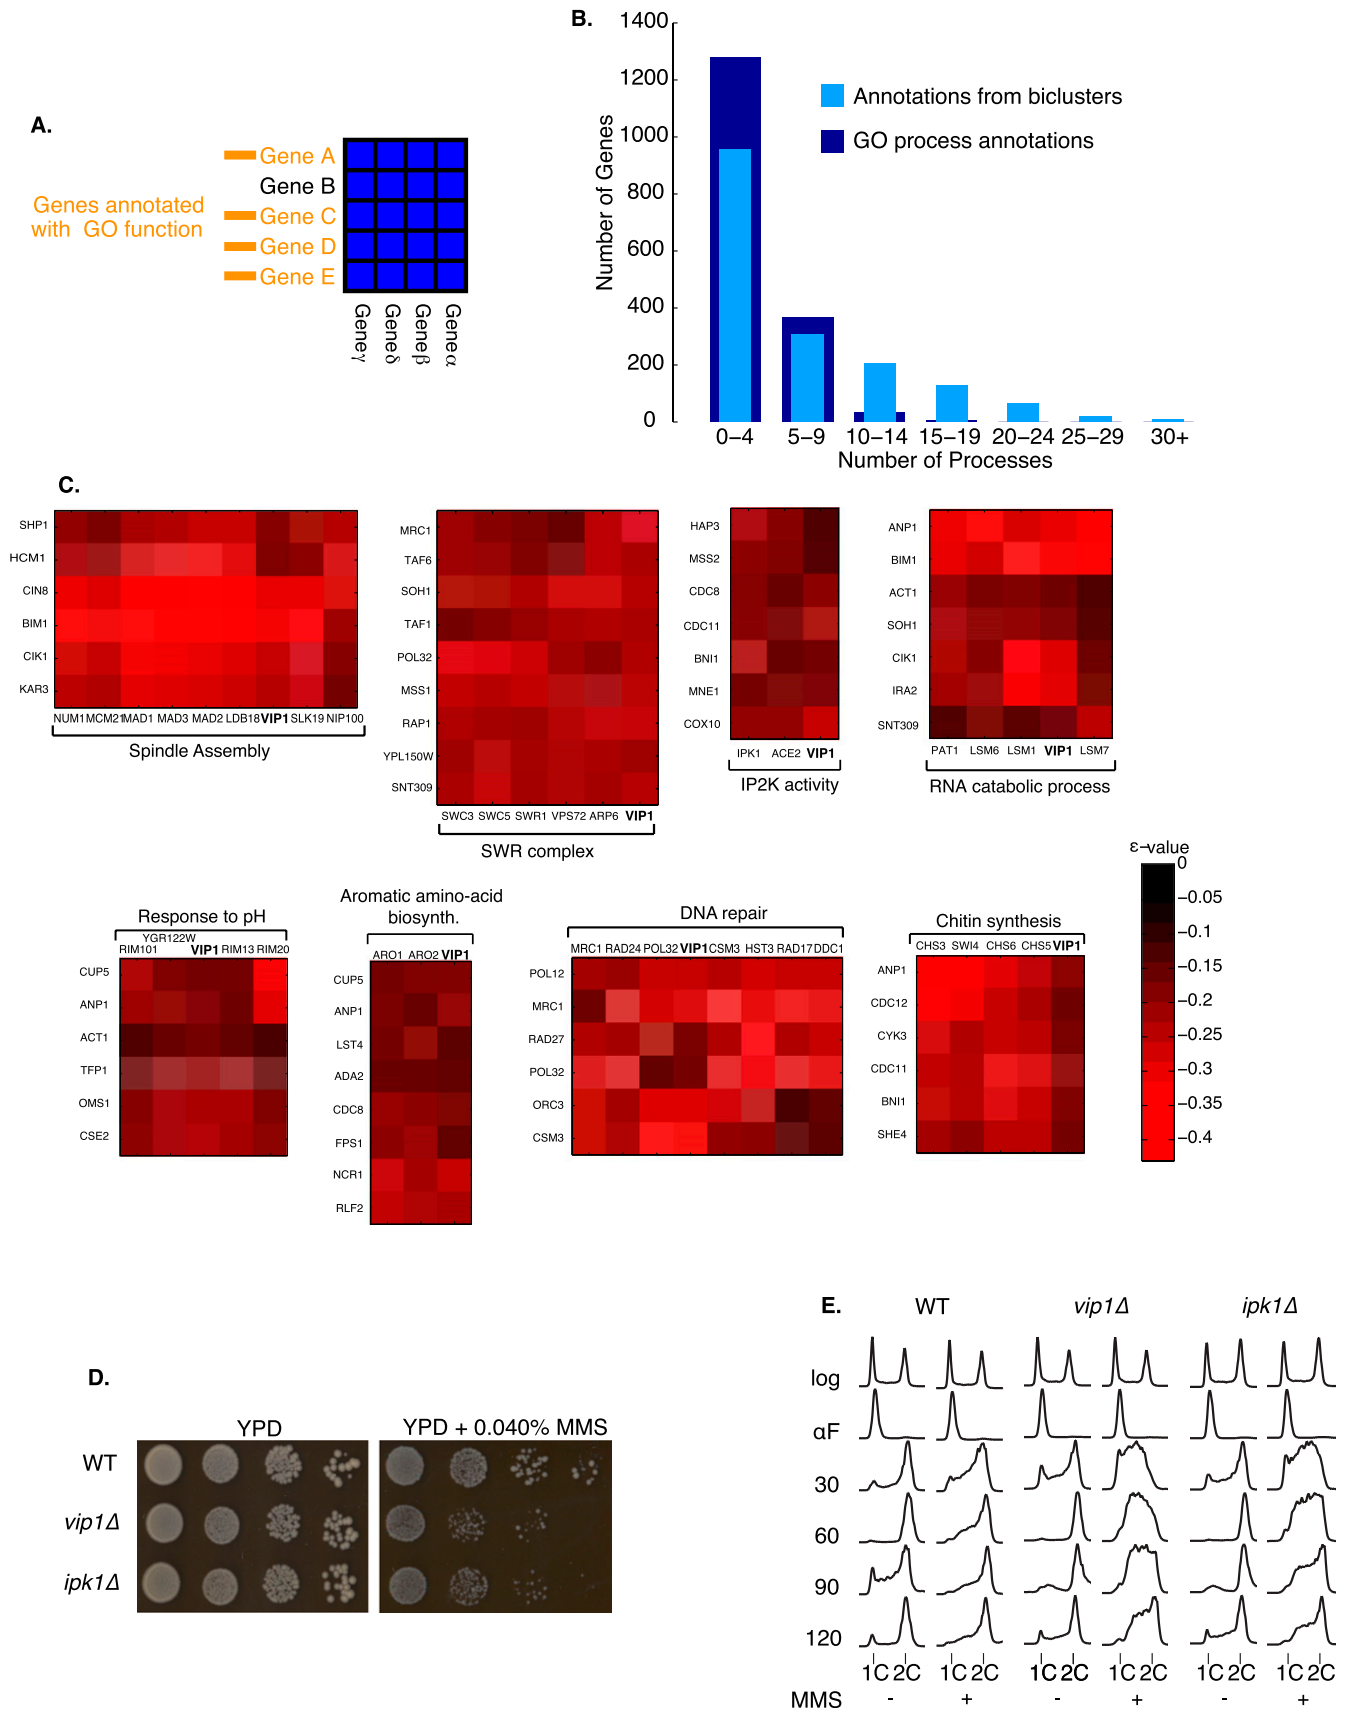 A.
Genes annotated
with GO function
Gene A
Gene B
Gene C
Gene D
Gene E
Geneγ
Geneδ
Geneβ
Geneα
B.
Number of Genes
1400
1200
1000
800
600
400
200
0
Annotations from biclusters
GO process annotations
0–4 5–9 10–14 15–19 20–24 25–29 30+
Number of Processes
C.
SHP1
HCM1
CIN8
BIM1
CIK1
KAR3
NUM1 MCM21 MAD1 MAD3 MAD2 LDB18 VIP1 SLK19 NIP100
Spindle Assembly
MRC1
TAF6
SOH1
TAF1
POL32
MSS1
RAP1
YPL150W
SNT309
SWC3 SWC5 SWR1 VPS72 ARP6 VIP1
SWR complex
HAP3
MSS2
CDC8
CDC11
BNI1
MNE1
COX10
IPK1 ACE2 VIP1
IP2K activity
ANP1
BIM1
ACT1
SOH1
CIK1
IRA2
SNT309
PAT1 LSM6 LSM1 VIP1 LSM7
RNA catabolic process
Response to pH
YGR122W
RIM101 VIP1 RIM13 RIM20
CUP5
ANP1
ACT1
TFP1
OMS1
CSE2
Aromatic amino-acid
biosynth.
ARO1 ARO2 VIP1
CUP5
ANP1
LST4
ADA2
CDC8
FPS1
NCR1
RLF2
DNA repair
MRC1 RAD24 POL32 VIP1 CSM3 HST3 RAD17 DDC1
POL12
MRC1
RAD27
POL32
ORC3
CSM3
Chitin synthesis
CHS3 SWI4 CHS6 CHS5 VIP1
ANP1
CDC12
CYK3
CDC11
BNI1
SHE4
ε–value
0
−0.05
−0.1
−0.15
−0.2
−0.25
−0.3
−0.35
−0.4
D.
YPD YPD + 0.040% MMS
WT
vip1Δ
ipk1Δ
E.
WT vip1Δ ipk1Δ
log
αF
30
60
90
120
1C 2C 1C 2C 1C 2C 1C 2C 1C 2C 1C 2C
MMS - + - + - +